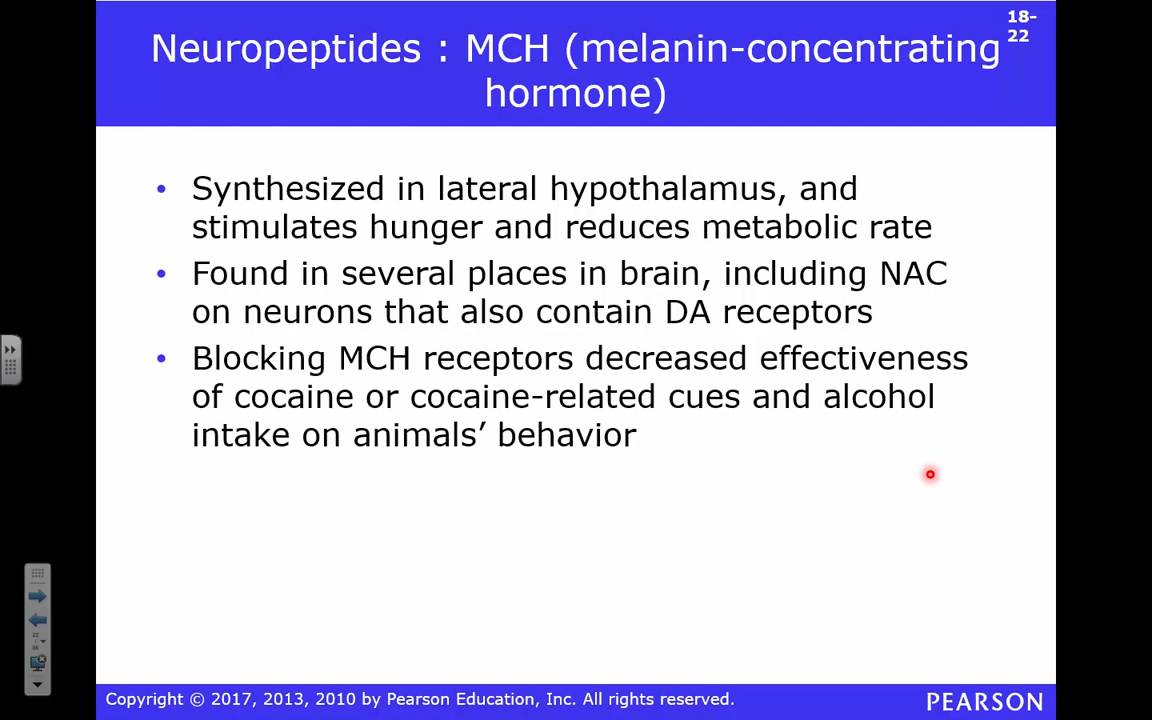 18-
22
Neuropeptides : MCH (melanin-concentrating
hormone)
• Synthesized in lateral hypothalamus, and
stimulates hunger and reduces metabolic rate
• Found in several places in brain, including NAC
on neurons that also contain DA receptors
• Blocking MCH receptors decreased effectiveness
of cocaine or cocaine-related cues and alcohol
intake on animals’ behavior
22
Copyright © 2017, 2013, 2010 by Pearson Education, Inc. All rights reserved.
PEARSON